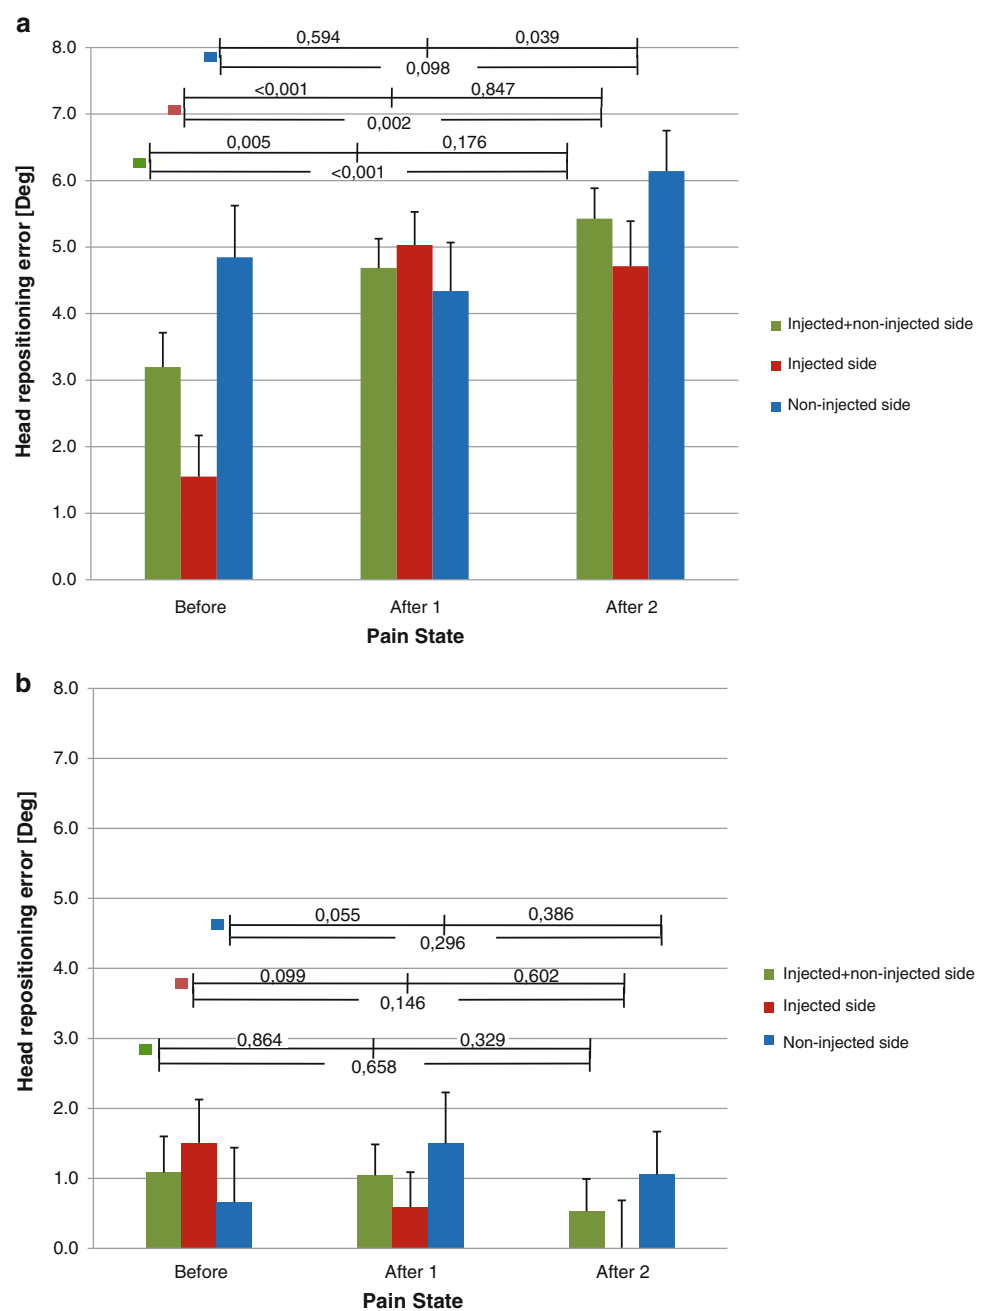 a
8.0
0,594 0,039
0,098
<0,001 0,847
7.0
0,002
0,005 0,176
<0,001
6.0
5.0
4.0
3.0
2.0
1.0
0.0
Head repositioning error [Deg]
Injected+non-injected side
Injected side
Non-injected side
Before After 1 After 2
Pain State
b
8.0
7.0
6.0
5.0
0,055 0,386
0,296
4.0
0,099 0,602
0,146
3.0
0,864 0,329
0,658
2.0
1.0
0.0
Head repositioning error [Deg]
Injected+non-injected side
Injected side
Non-injected side
Before After 1 After 2
Pain State